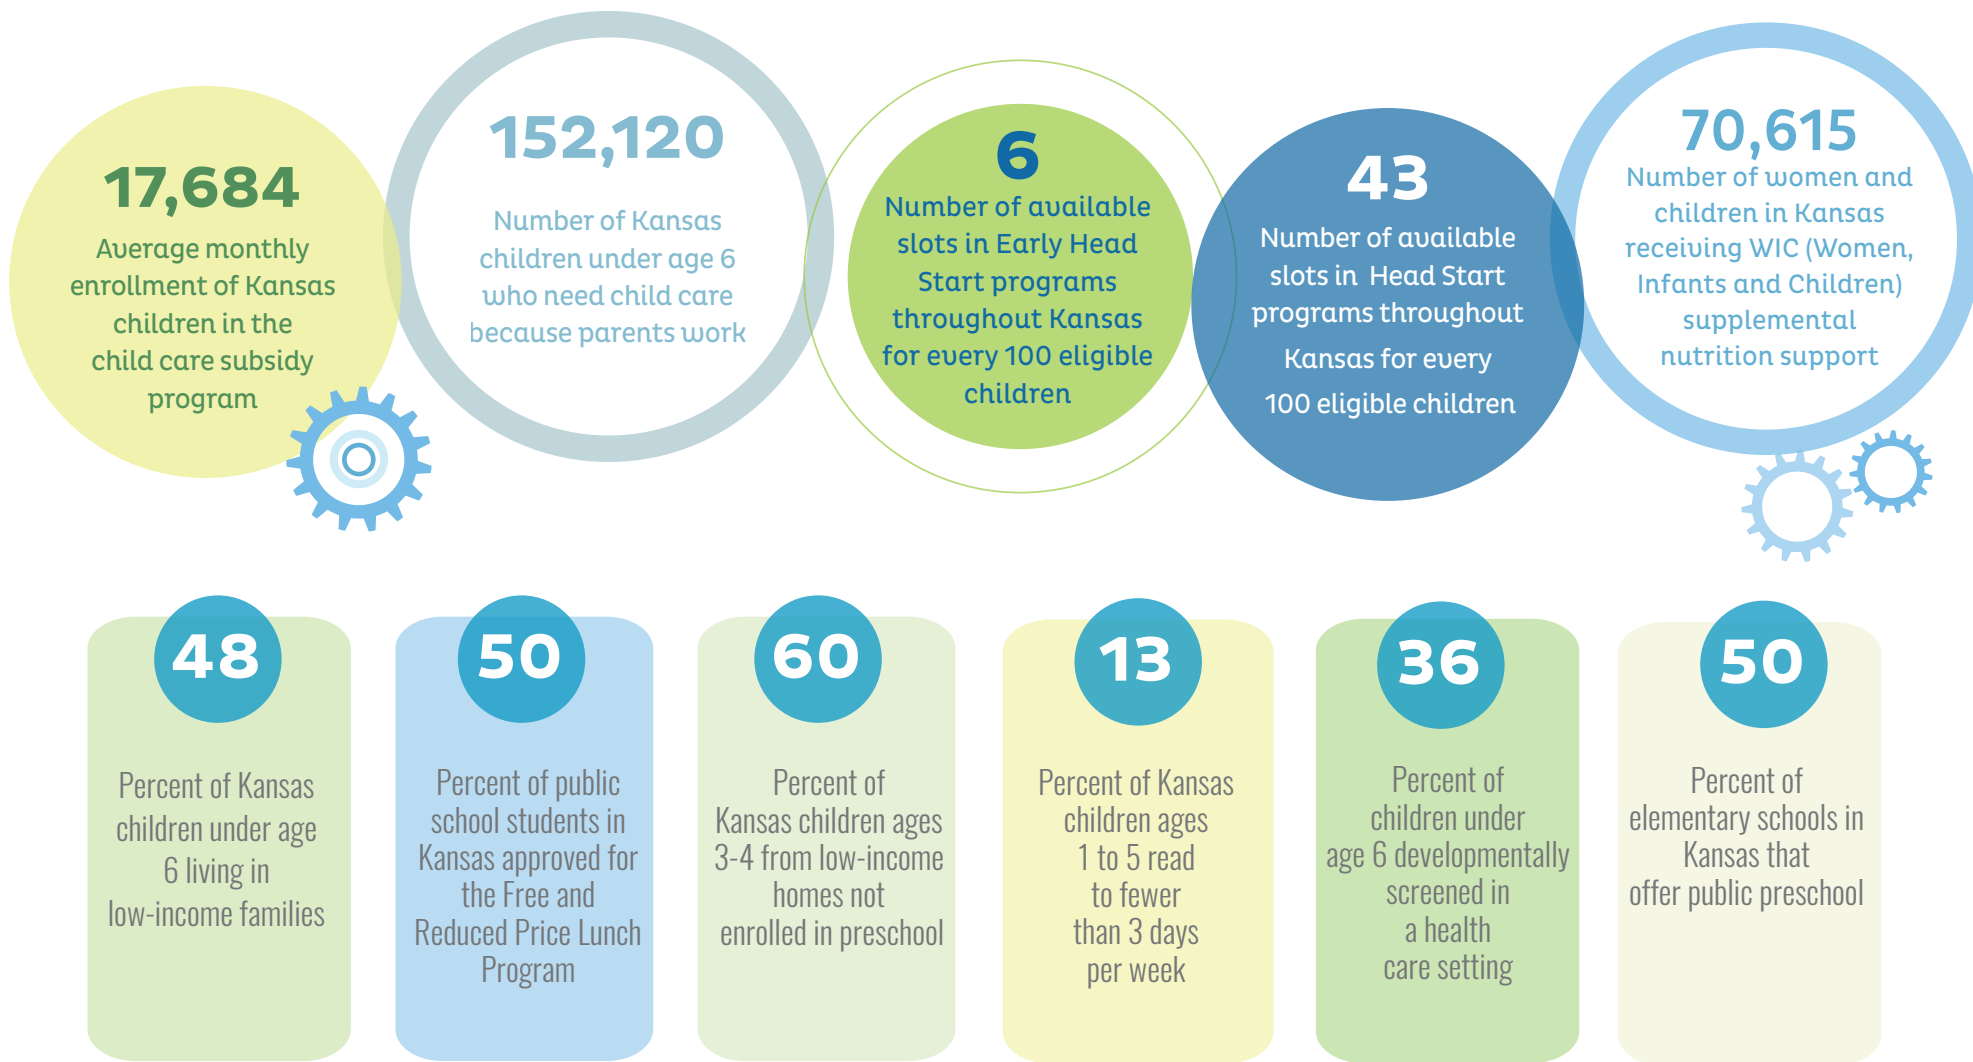 17,684
Average monthly
enrollment of Kansas
children in the
child care subsidy
program
152,120
Number of Kansas
children under age 6
who need child care
because parents work
6
Number of available
slots in Early Head
Start programs
throughout Kansas
for every 100 eligible
children
43
Number of available
slots in Head Start
programs throughout
Kansas for every
100 eligible children
70,615
Number of women and
children in Kansas
receiving WIC (Women,
Infants and Children)
supplemental
nutrition support
48
Percent of Kansas
children under age
6 living in
low-income families
50
Percent of public
school students in
Kansas approved for
the Free and
Reduced Price Lunch
Program
60
Percent of
Kansas children ages
3-4 from low-income
homes not
enrolled in preschool
13
Percent of Kansas
children ages
1 to 5 read
to fewer
than 3 days
per week
36
Percent of
children under
age 6 developmentally
screened in
a health
care setting
50
Percent of
elementary schools in
Kansas that
offer public preschool